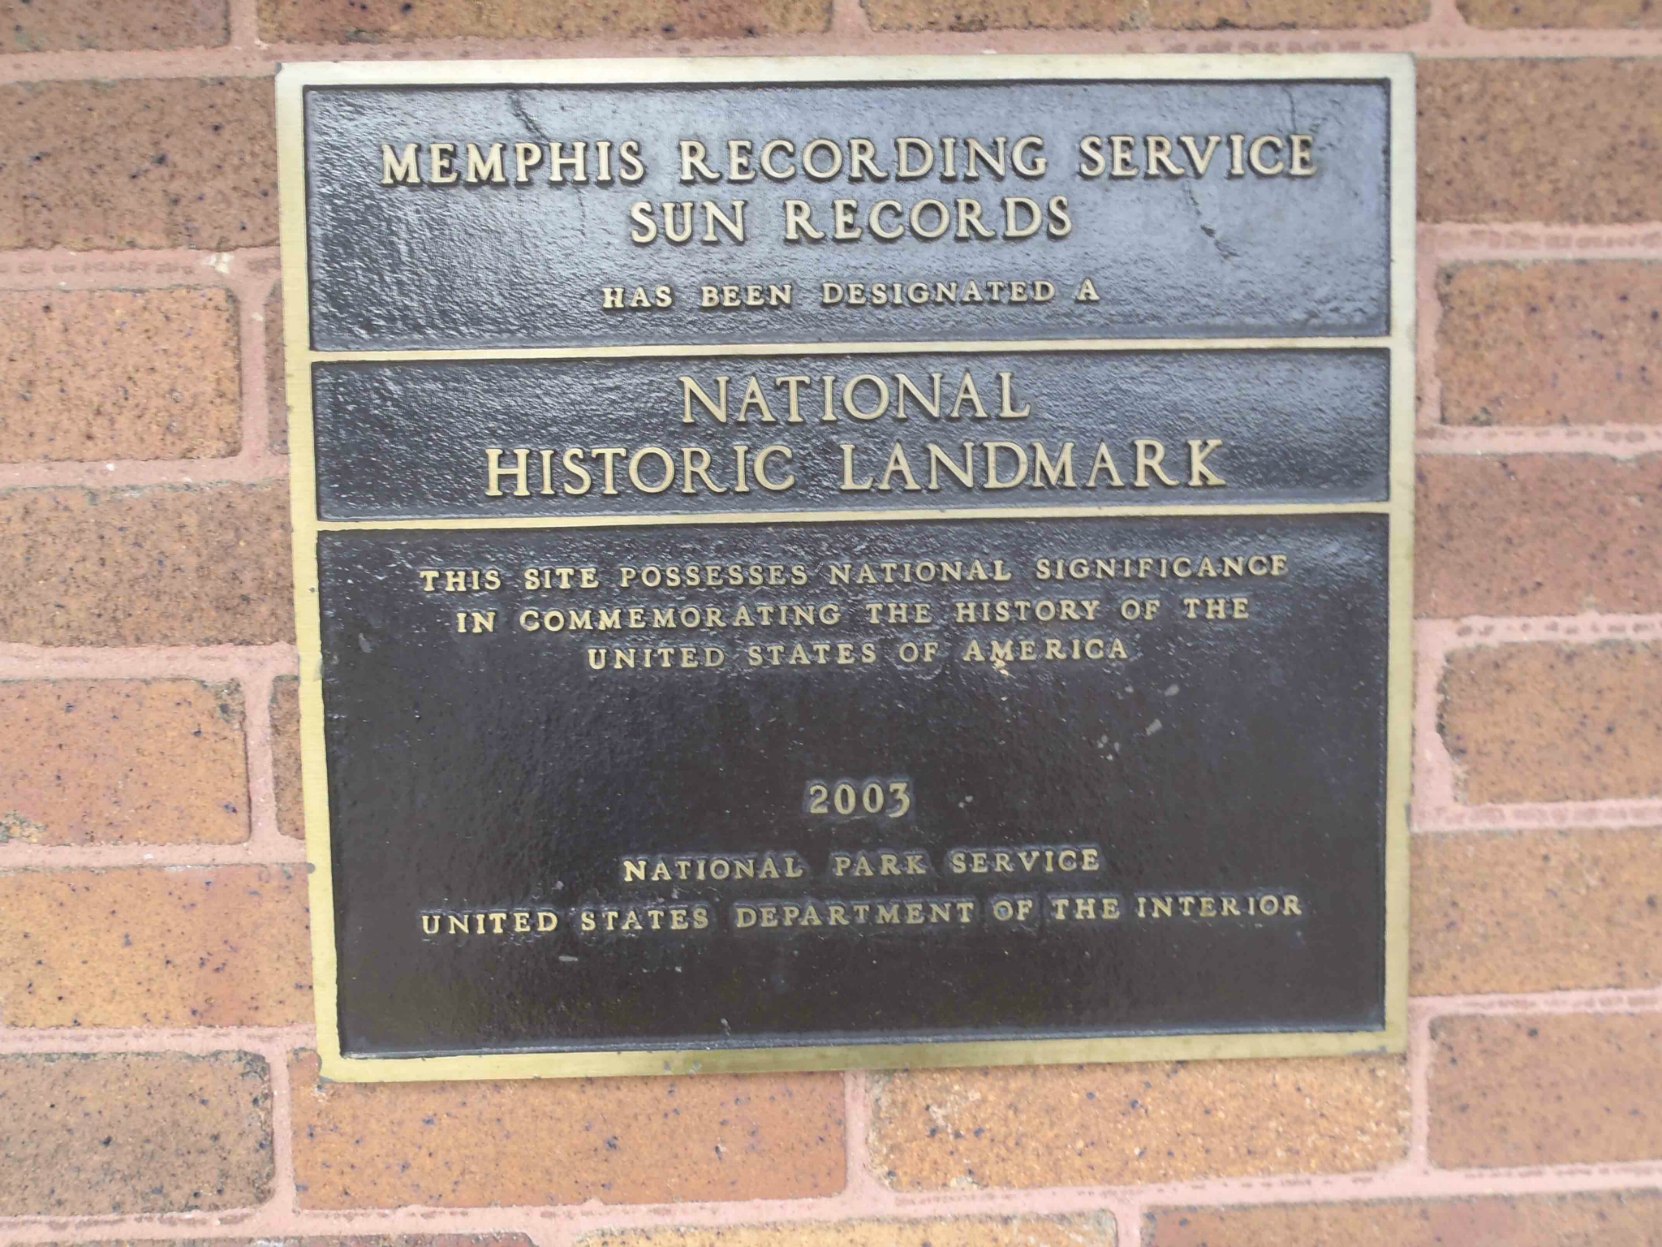 MEMPHIS RECORDING SERVICE
SUN RECORDS
HAS BEEN DESIGNATED A
NATIONAL
HISTORIC LANDMARK
THIS SITE POSSESSES NATIONAL SIGNIFICANCE
IN COMMEMORATING THE HISTORY OF THE
UNITED STATES OF AMERICA
2003
NATIONAL PARK SERVICE
UNITED STATES DEPARTMENT OF THE INTERIOR